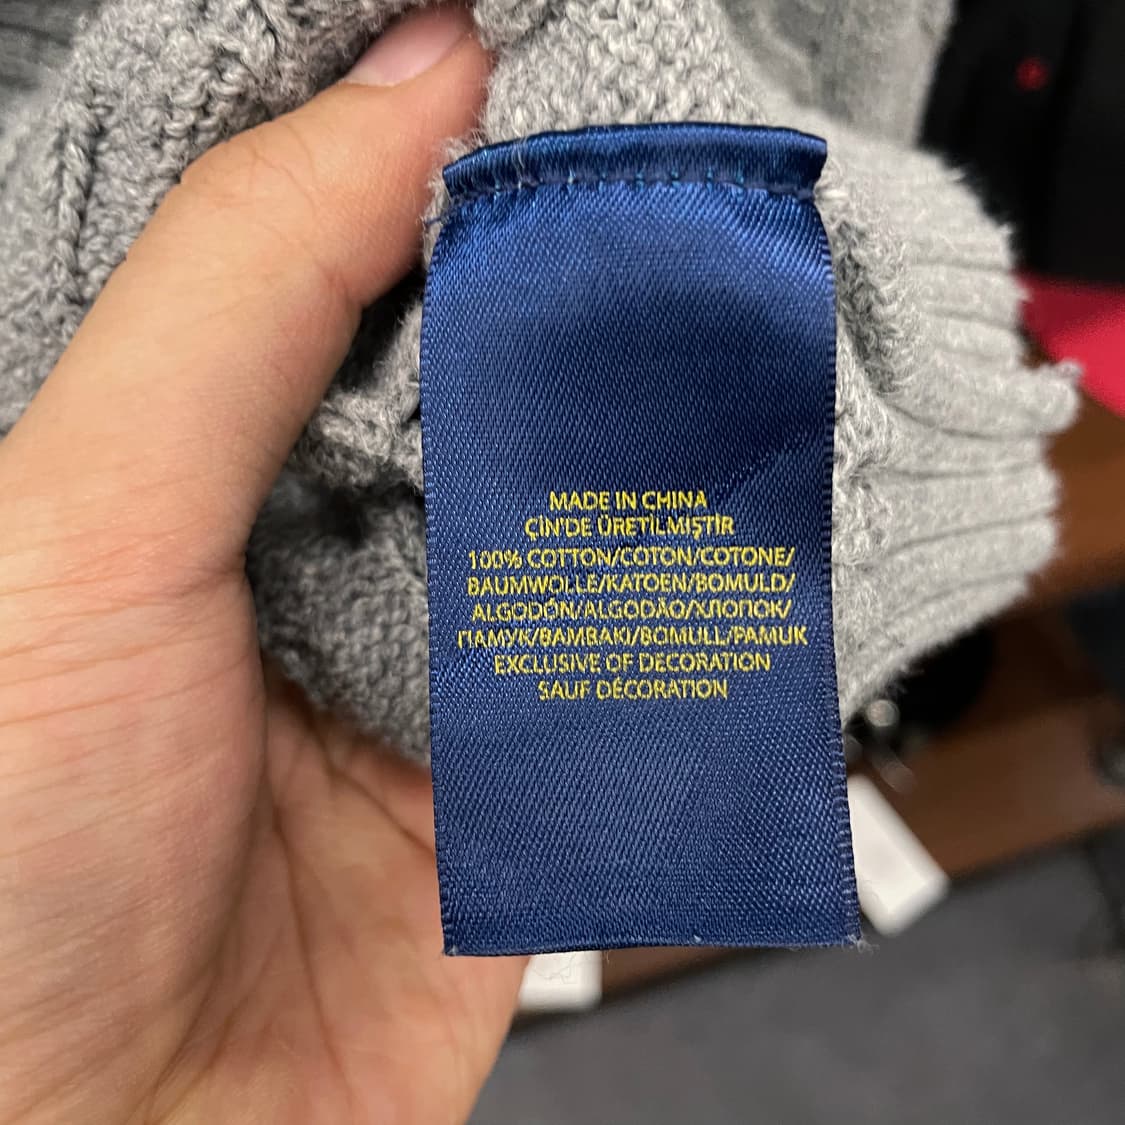 MADE IN CHINA
ÇİN'DE ÜRETİLMİŞTİR
100% COTTON/COTON/COTONE/
BAUMWOLLE/KATOEN/BOMULD/
ALGODÓN/ALGODÃO/ХЛОПОК/
ПАМУК/BAMBAKI/BOMULL/PAMUK
EXCLUSIVE OF DECORATION
SAUF DÉCORATION